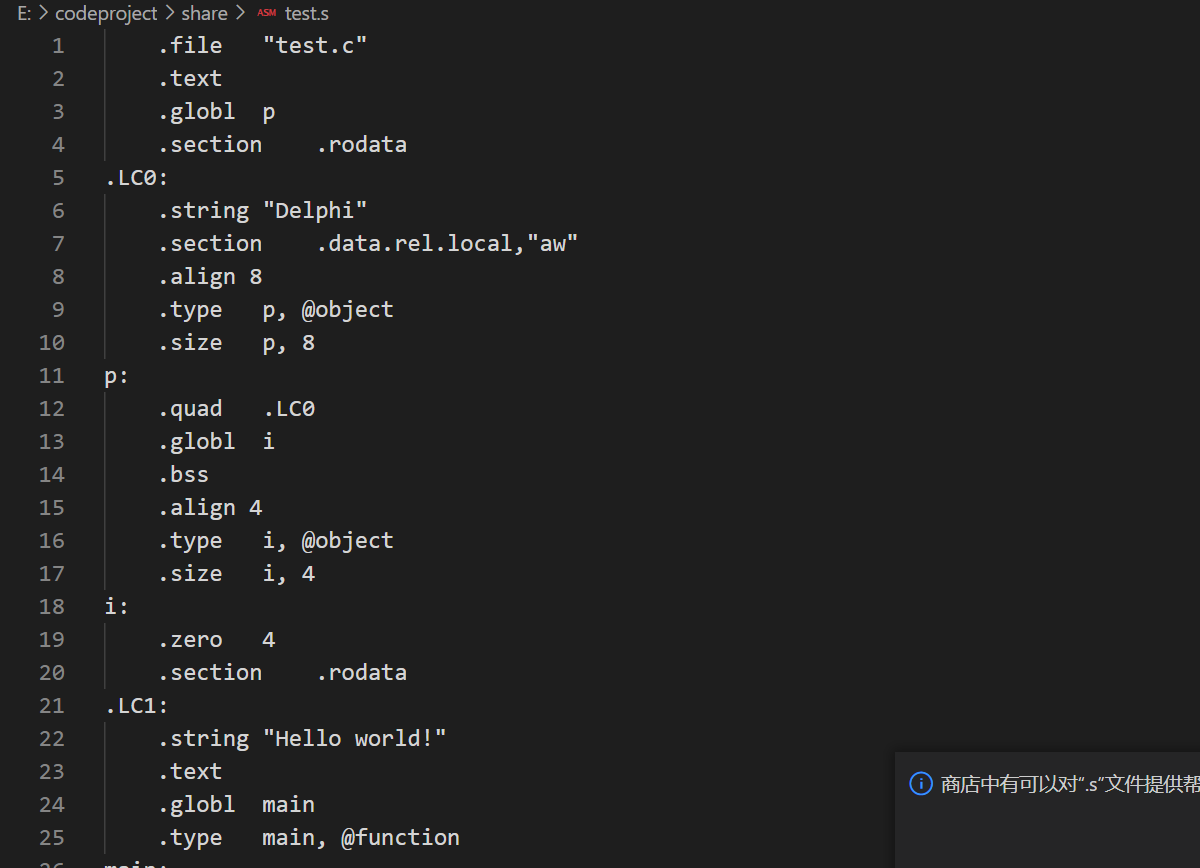 E: > codeproject > share > ASM test.s
1 .file "test.c"
2 .text
3 .globl p
4 .section .rodata
5 .LC0:
6 .string "Delphi"
7 .section .data.rel.local,"aw"
8 .align 8
9 .type p, @object
10 .size p, 8
11 p:
12 .quad .LC0
13 .globl i
14 .bss
15 .align 4
16 .type i, @object
17 .size i, 4
18 i:
19 .zero 4
20 .section .rodata
21 .LC1:
22 .string "Hello world!"
23 .text
24 .globl main
25 .type main, @function
26 main:
商店中有可以对“.s”文件提供帮